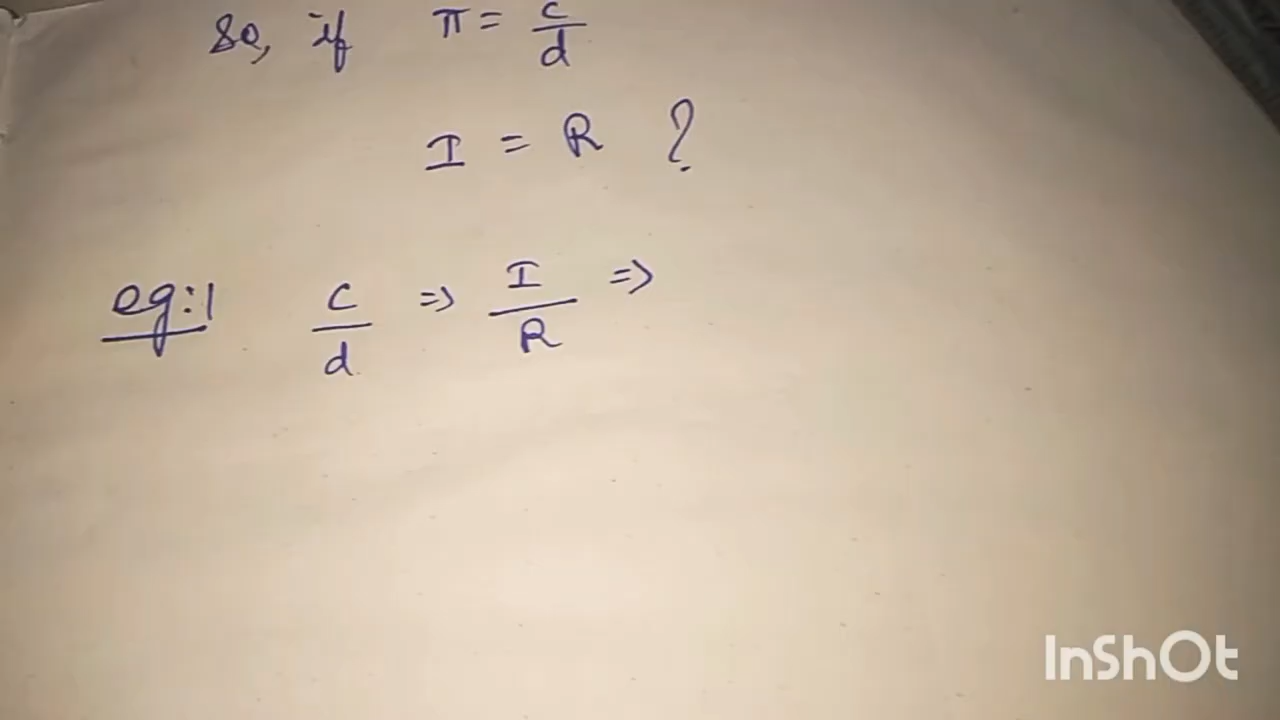 So, if π = c/d
I = R ?
eg:1 C/d => I/R =>
InShOt